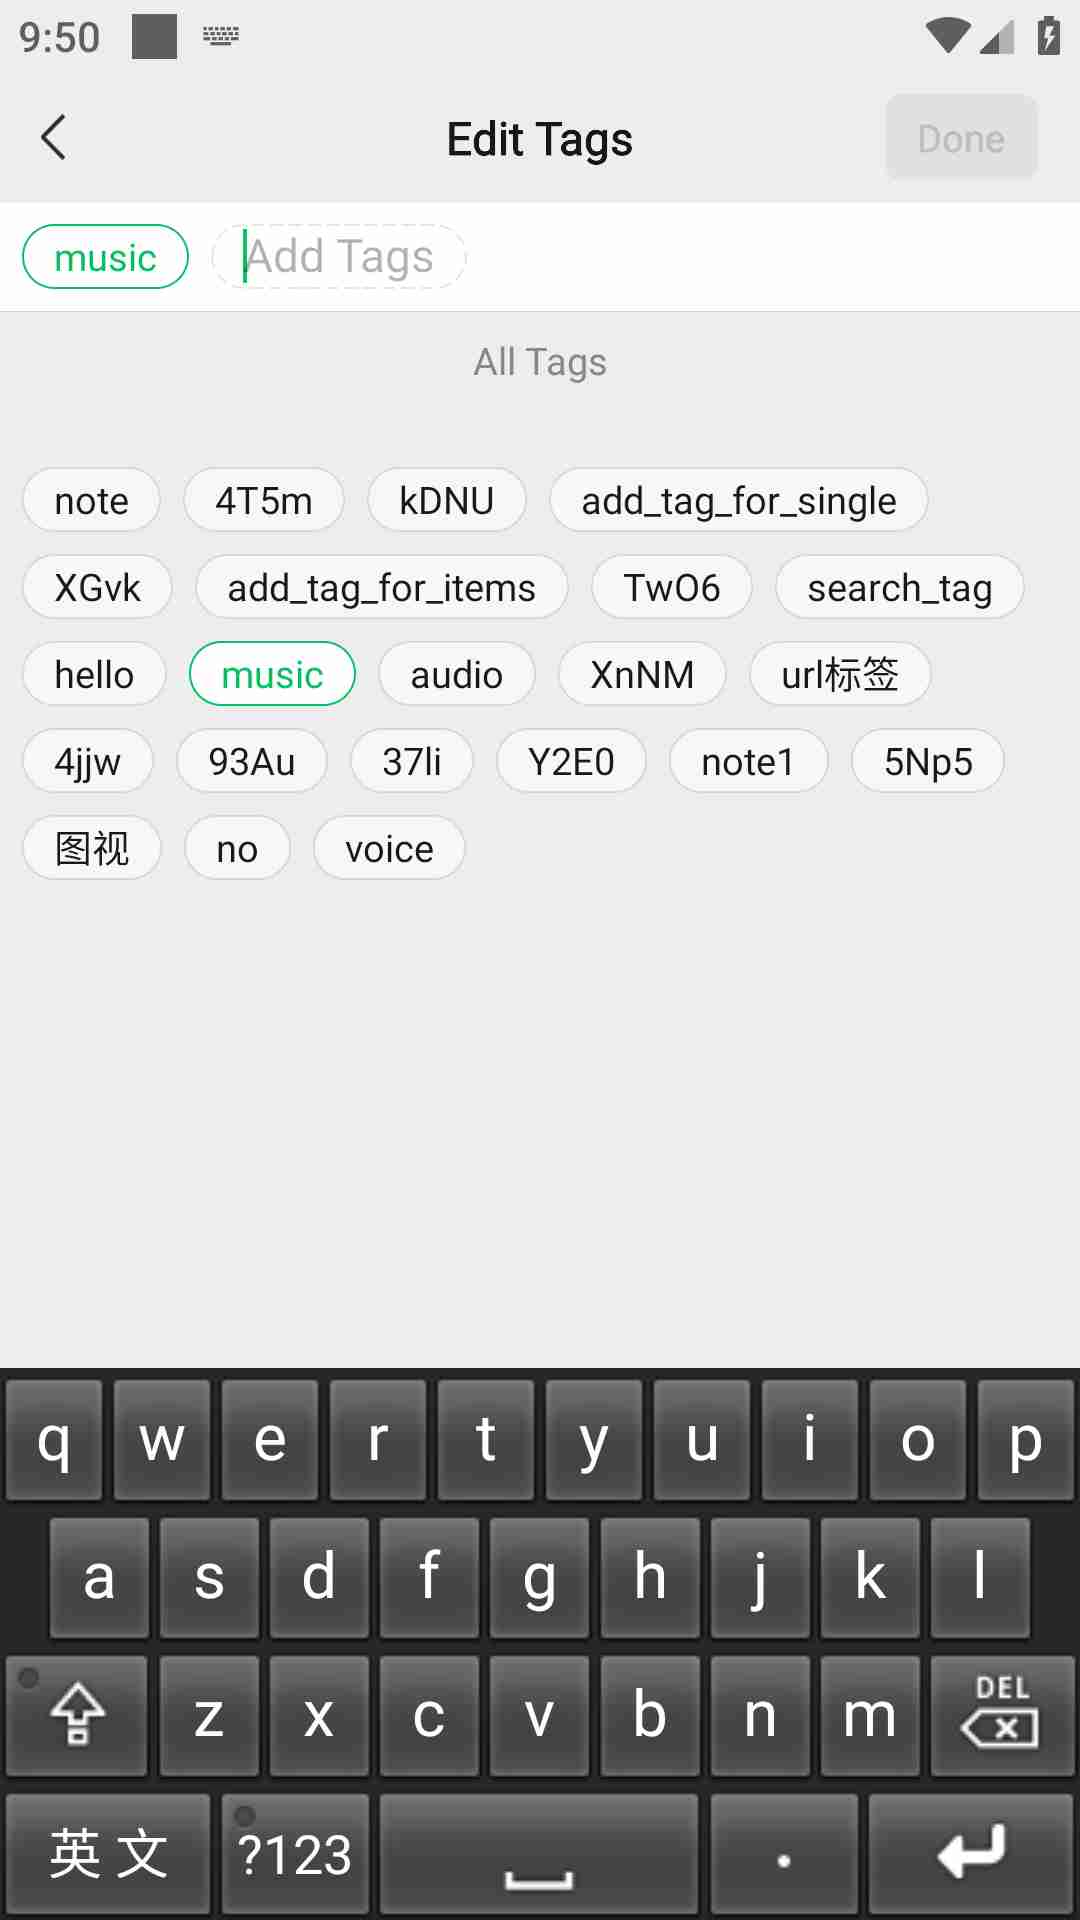 9:50
Edit Tags Done
music Add Tags
All Tags
note 4T5m kDNU add_tag_for_single
XGvk add_tag_for_items TwO6 search_tag
hello music audio XnNM url标签
4jjw 93Au 37li Y2E0 note1 5Np5
图视 no voice
q w e r t y u i o p
a s d f g h j k l
z x c v b n m DEL
英文 ?123 .